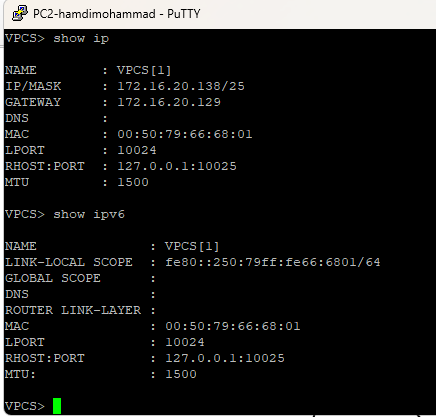 PC2-hamdimohammad - PuTTY
VPCS> show ip
NAME        : VPCS[1]
IP/MASK     : 172.16.20.138/25
GATEWAY     : 172.16.20.129
DNS         :
MAC         : 00:50:79:66:68:01
LPORT       : 10024
RHOST:PORT  : 127.0.0.1:10025
MTU         : 1500
VPCS> show ipv6
NAME              : VPCS[1]
LINK-LOCAL SCOPE  : fe80::250:79ff:fe66:6801/64
GLOBAL SCOPE      :
DNS               :
ROUTER LINK-LAYER :
MAC               : 00:50:79:66:68:01
LPORT             : 10024
RHOST:PORT        : 127.0.0.1:10025
MTU:              : 1500
VPCS>